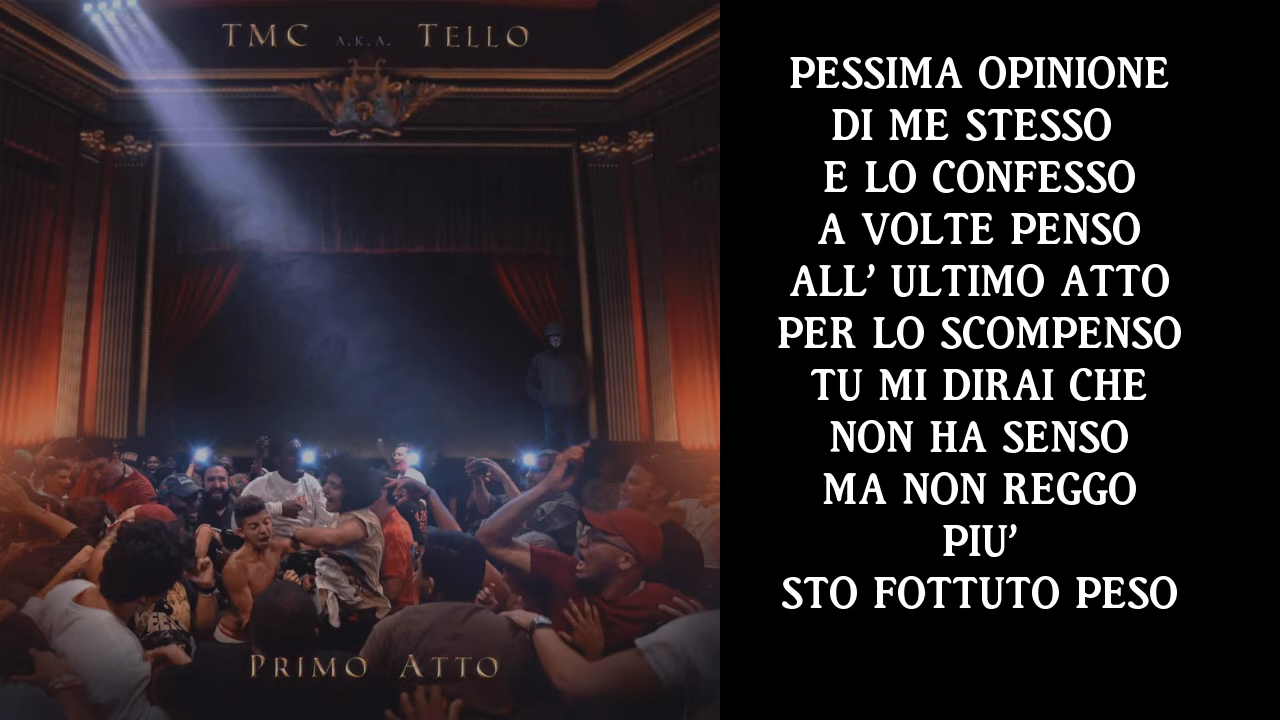 TMC A.K.A. TELLO
PRIMO ATTO
PESSIMA OPINIONE
DI ME STESSO
E LO CONFESSO
A VOLTE PENSO
ALL’ ULTIMO ATTO
PER LO SCOMPENSO
TU MI DIRAI CHE
NON HA SENSO
MA NON REGGO
PIU’
STO FOTTUTO PESO